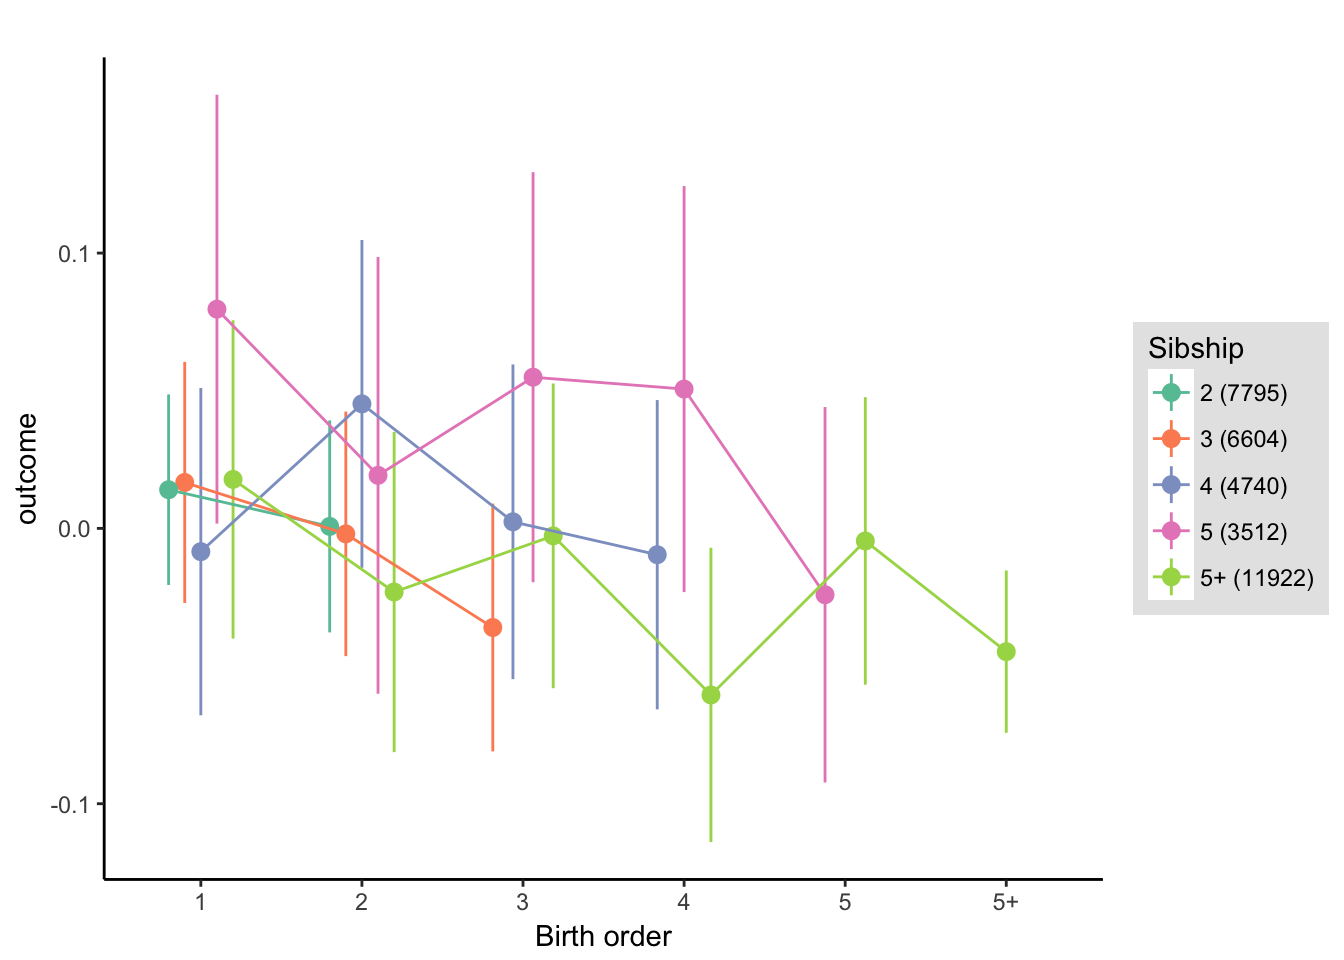 outcome
0.1
0.0
-0.1
1 2 3 4 5 5+
Birth order
Sibship
2 (7795)
3 (6604)
4 (4740)
5 (3512)
5+ (11922)